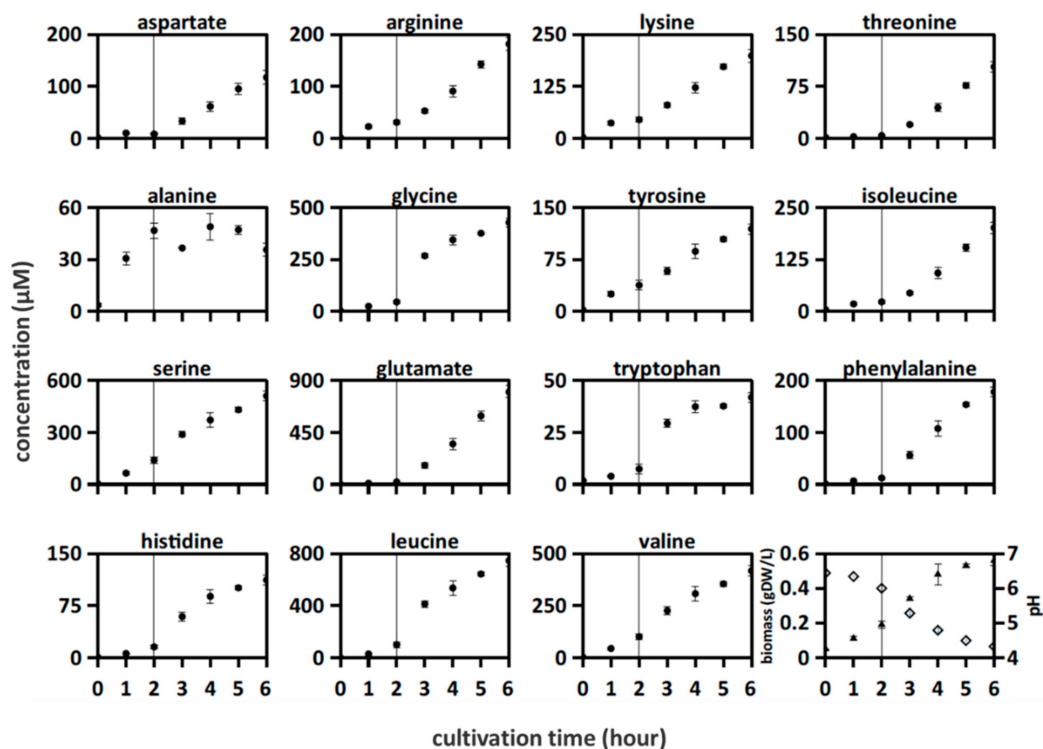 aspartate arginine lysine threonine
200 200 250 150
100 100 125 75
0 0 0 0
alanine glycine tyrosine isoleucine
60 500 150 250
30 250 75 125
0 0 0 0
serine glutamate tryptophan phenylalanine
600 900 50 200
300 450 25 100
0 0 0 0
histidine leucine valine
150 800 500 0.6 7
75 400 250 0.4 6
0.2 5
0 0 0 0 4
0 1 2 3 4 5 6 0 1 2 3 4 5 6 0 1 2 3 4 5 6 0 1 2 3 4 5 6
concentration (μM)
biomass (gDW/L)
pH
cultivation time (hour)